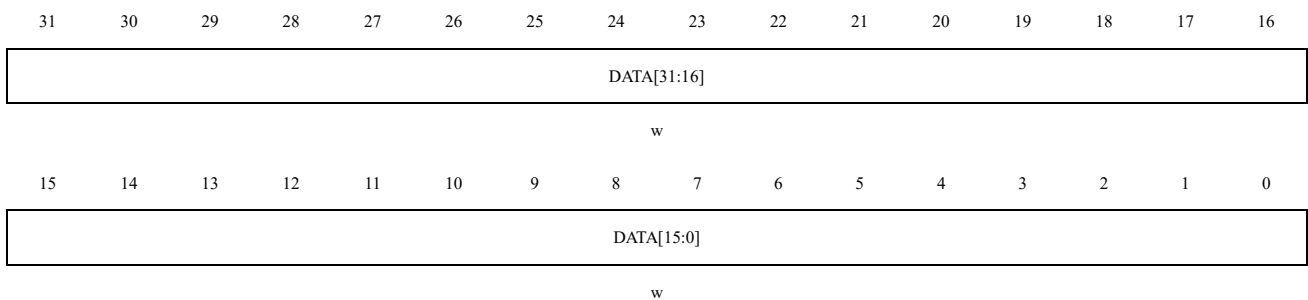 31 30 29 28 27 26 25 24 23 22 21 20 19 18 17 16
DATA[31:16]
w
15 14 13 12 11 10 9 8 7 6 5 4 3 2 1 0
DATA[15:0]
w